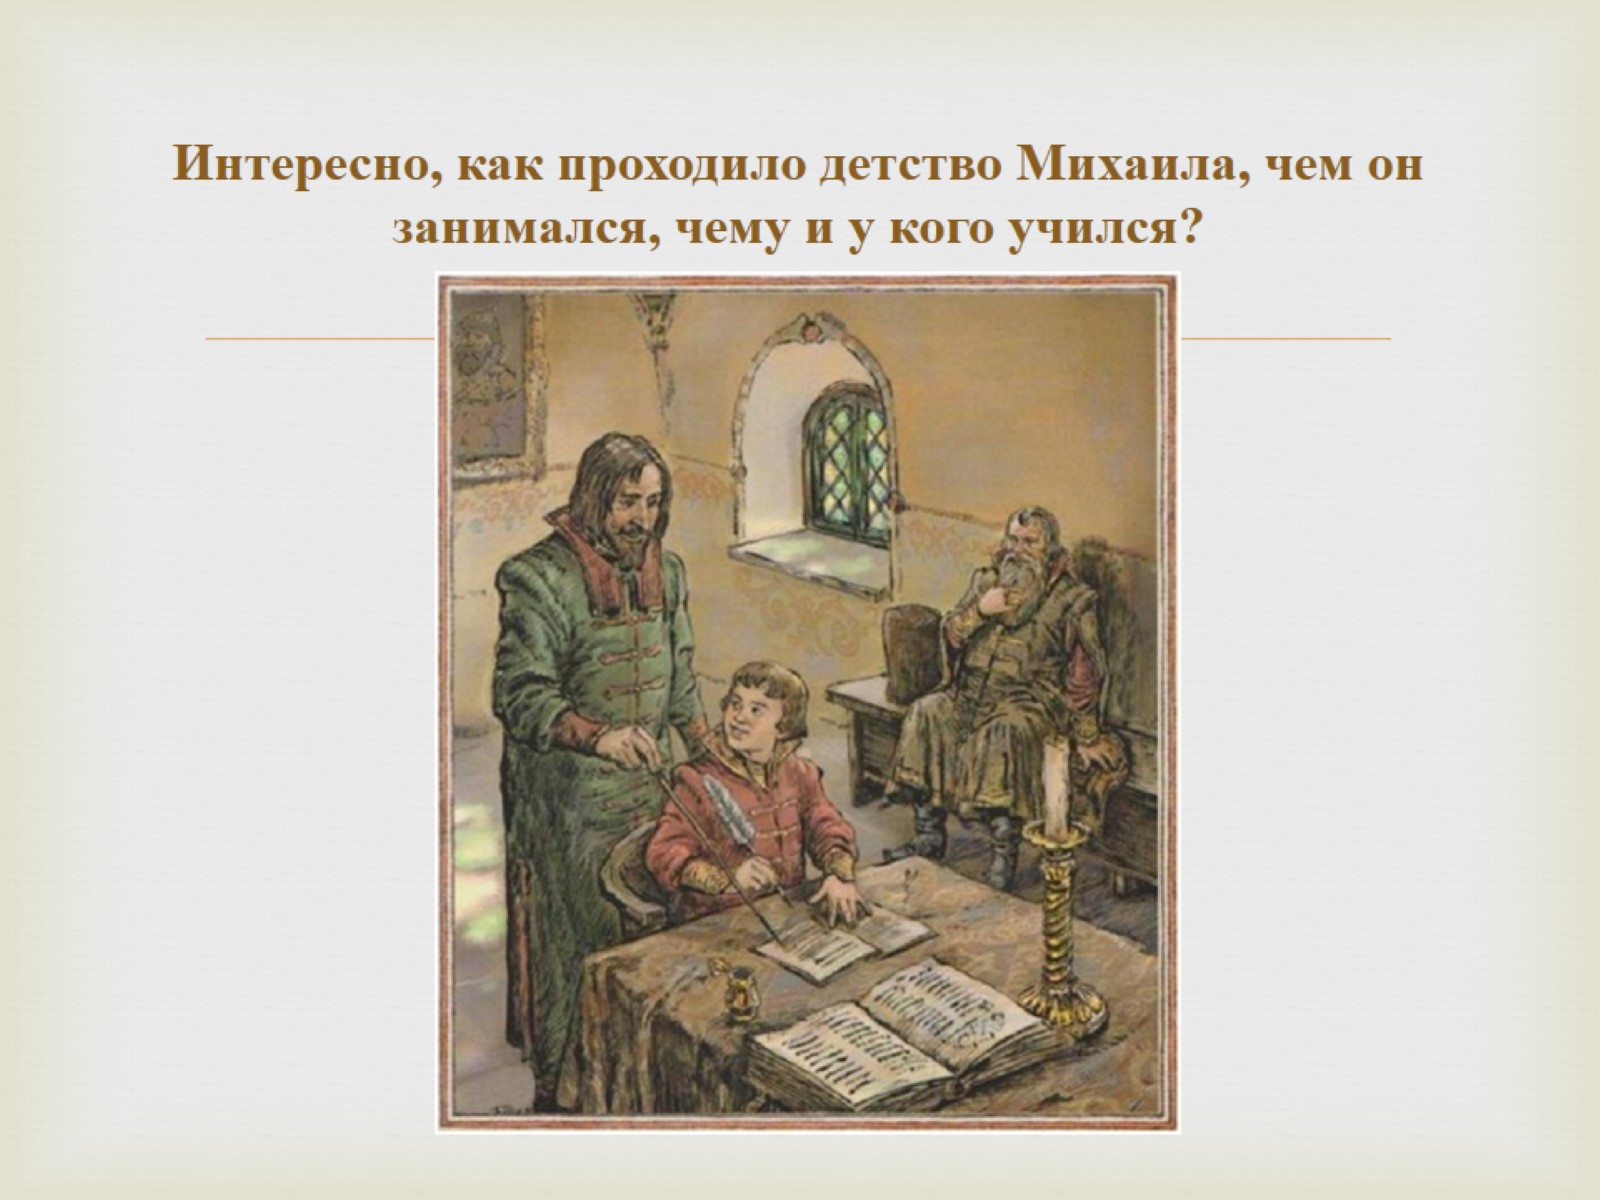 Интересно, как проходило детство Михаила, чем он
занимался, чему и у кого учился?